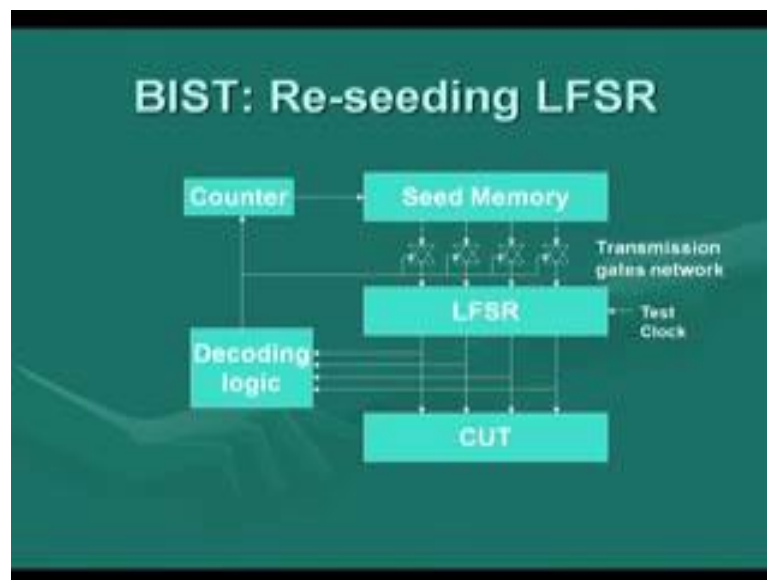 BIST: Re-seeding LFSR
Counter
Seed Memory
Transmission
gates network
LFSR
Test
Clock
Decoding
logic
CUT